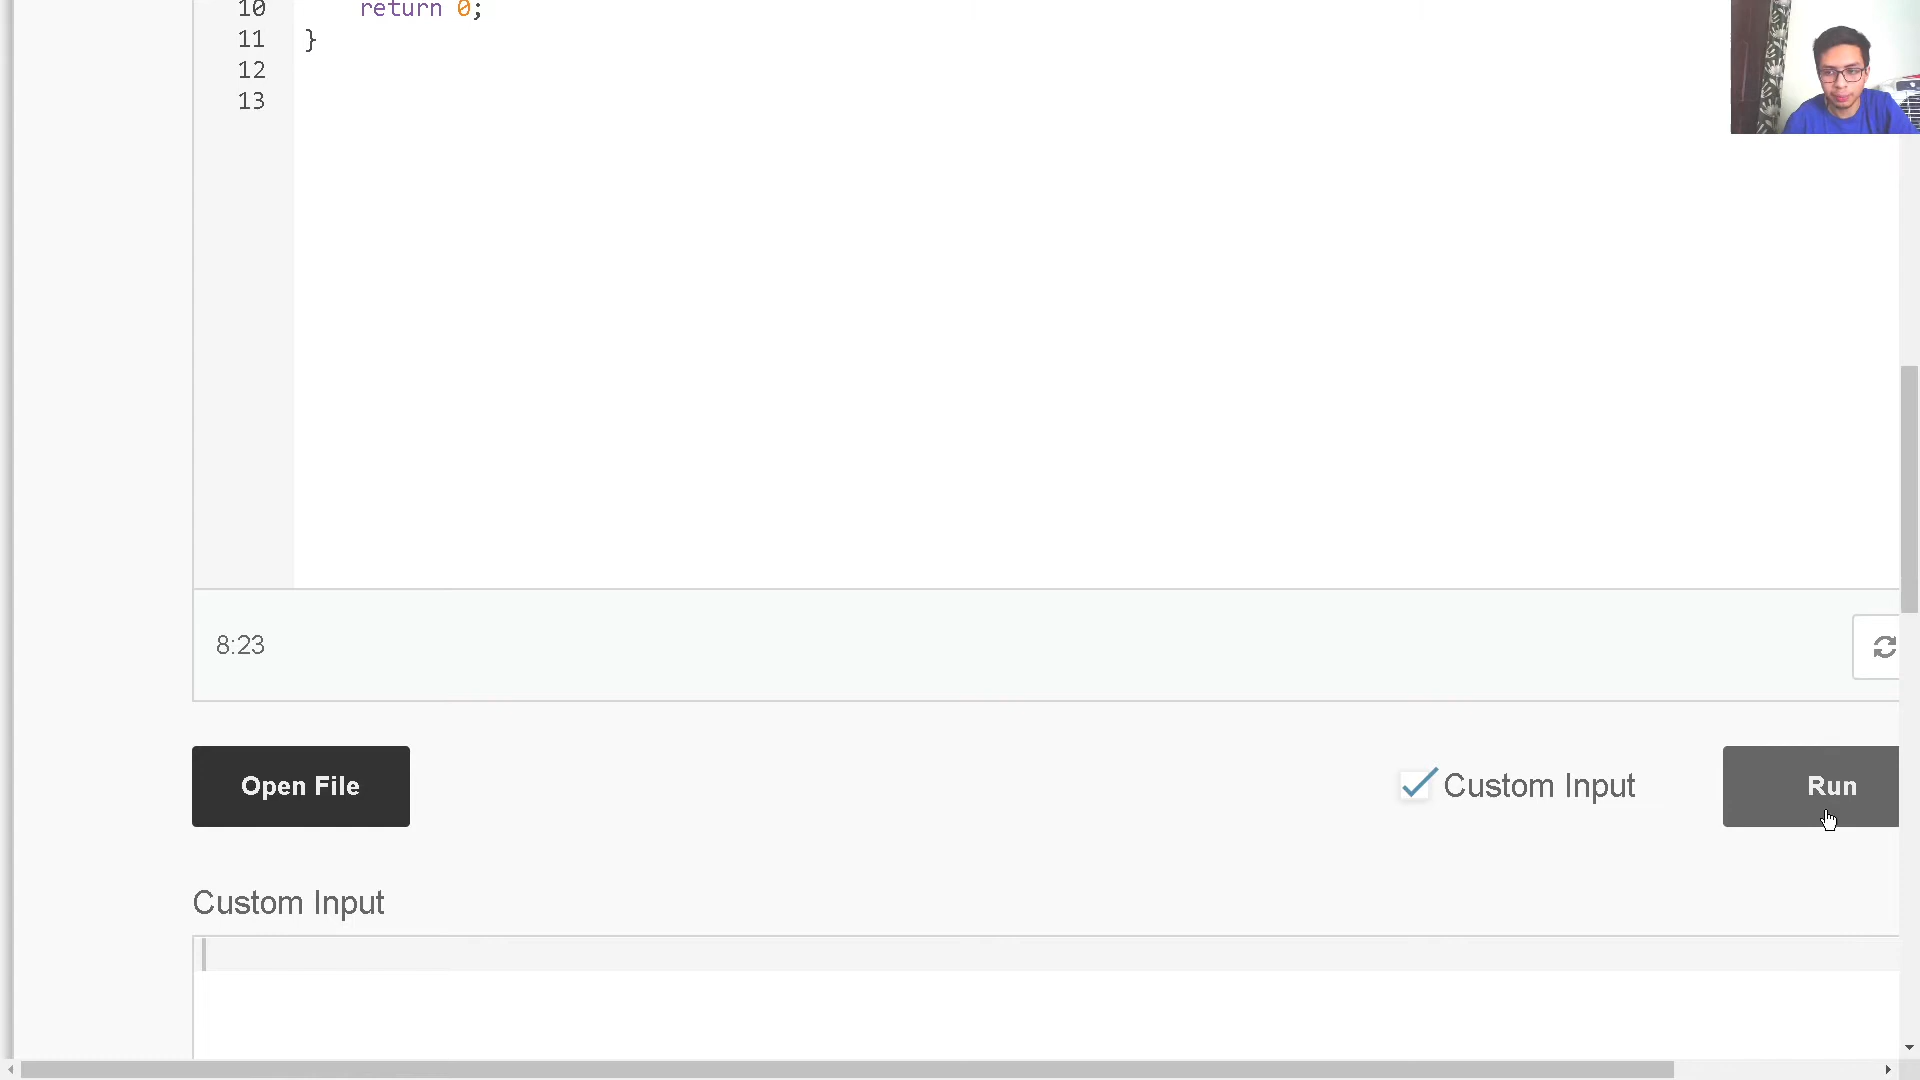 10 return 0;
11 }
12
13
8:23
Open File
Custom Input
Run
Custom Input